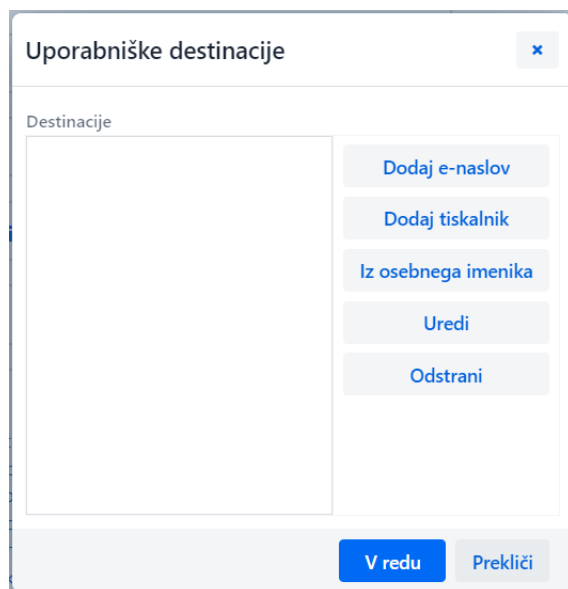 Uporabniške destinacije
Destinacije
Dodaj e-naslov
Dodaj tiskalnik
Iz osebnega imenika
Uredi
Odstrani
V redu
Prekliči